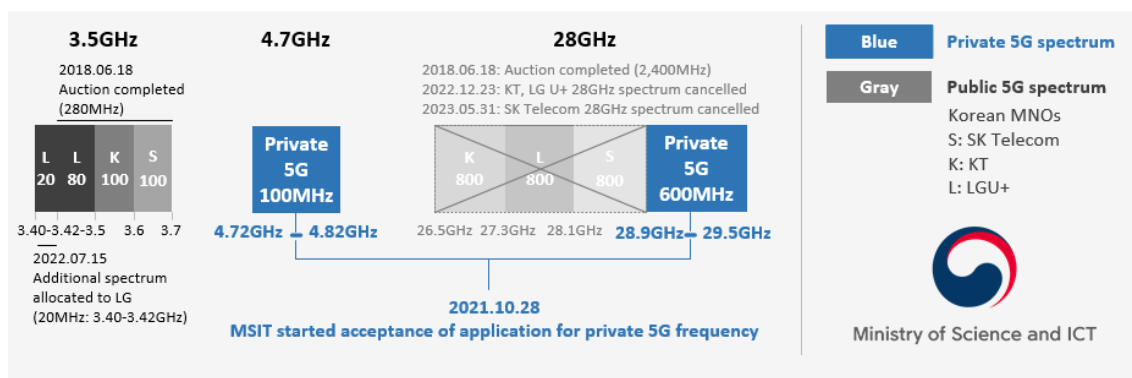 3.5GHz
4.7GHz
28GHz
2018.06.18
Auction completed
(280MHz)
2018.06.18: Auction completed (2,400MHz)
2022.12.23: KT, LG U+ 28GHz spectrum cancelled
2023.05.31: SK Telecom 28GHz spectrum cancelled
L L K S
20 80 100 100
Private
5G
100MHz
K L S
800 800 800
Private
5G
600MHz
3.40-3.42-3.5 3.6 3.7
4.72GHz – 4.82GHz
26.5GHz 27.3GHz 28.1GHz 28.9GHz – 29.5GHz
2022.07.15
Additional spectrum
allocated to LG
(20MHz: 3.40-3.42GHz)
2021.10.28
MSIT started acceptance of application for private 5G frequency
Blue Private 5G spectrum
Gray Public 5G spectrum
Korean MNOs
S: SK Telecom
K: KT
L: LGU+
Ministry of Science and ICT